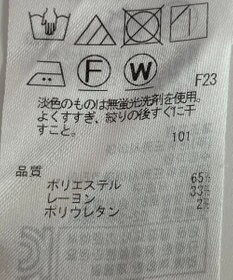 F
W
F23
淡色のものは無蛍光洗剤を使用。
よくすすぎ、絞りの後すぐに干
すこと。
101
品質
ポリエステル 65%
レーヨン 33%
ポリウレタン 2%